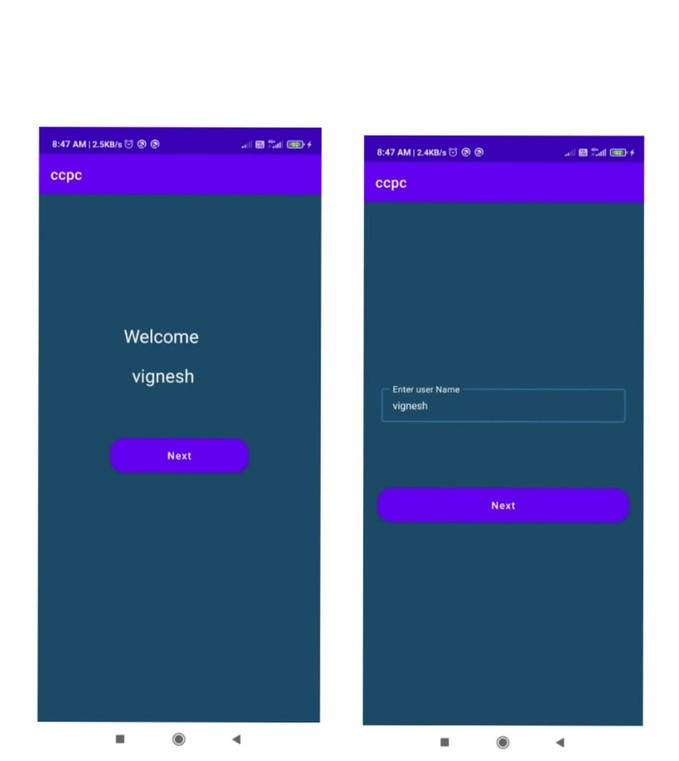 8:47 AM | 2.5KB/s
ccpc
Welcome
vignesh
Next
8:47 AM | 2.4KB/s
ccpc
Enter user Name
vignesh
Next